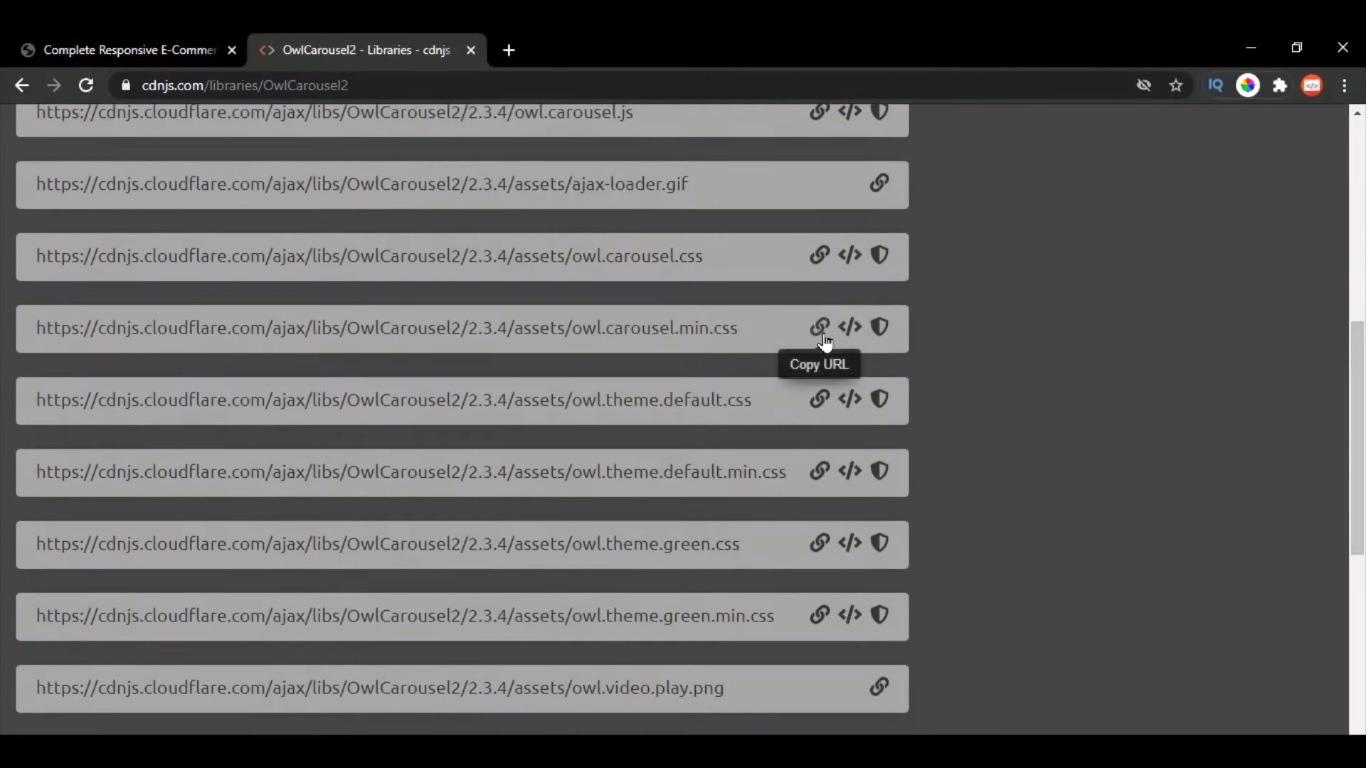 Complete Responsive E-Commer
OwlCarousel2 - Libraries - cdnjs
cdnjs.com/libraries/OwlCarousel2
IQ
https://cdnjs.cloudflare.com/ajax/libs/OwlCarousel2/2.3.4/owl.carousel.js
https://cdnjs.cloudflare.com/ajax/libs/OwlCarousel2/2.3.4/assets/ajax-loader.gif
https://cdnjs.cloudflare.com/ajax/libs/OwlCarousel2/2.3.4/assets/owl.carousel.css
https://cdnjs.cloudflare.com/ajax/libs/OwlCarousel2/2.3.4/assets/owl.carousel.min.css
Copy URL
https://cdnjs.cloudflare.com/ajax/libs/OwlCarousel2/2.3.4/assets/owl.theme.default.css
https://cdnjs.cloudflare.com/ajax/libs/OwlCarousel2/2.3.4/assets/owl.theme.default.min.css
https://cdnjs.cloudflare.com/ajax/libs/OwlCarousel2/2.3.4/assets/owl.theme.green.css
https://cdnjs.cloudflare.com/ajax/libs/OwlCarousel2/2.3.4/assets/owl.theme.green.min.css
https://cdnjs.cloudflare.com/ajax/libs/OwlCarousel2/2.3.4/assets/owl.video.play.png